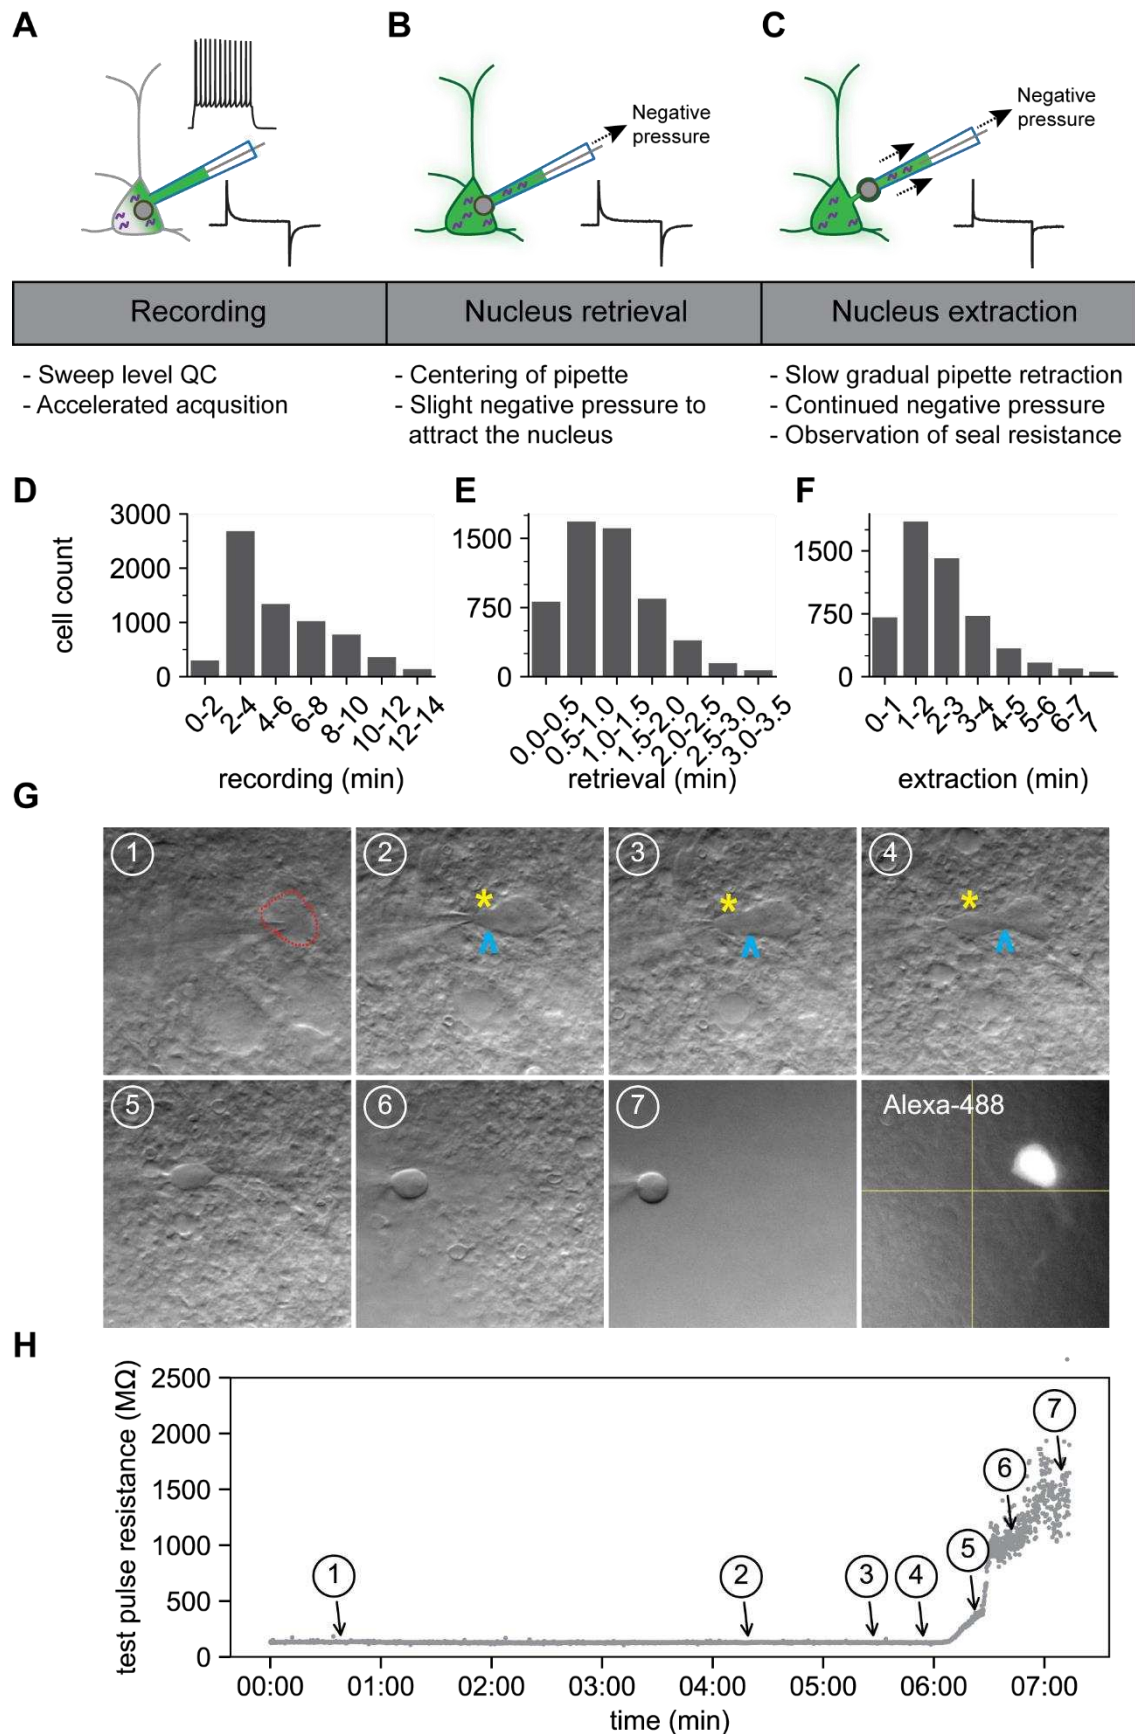 A
B
C
Negative
pressure
Negative
pressure
Recording
Nucleus retrieval
Nucleus extraction
- Sweep level QC
- Accelerated acqusition
- Centering of pipette
- Slight negative pressure to
attract the nucleus
- Slow gradual pipette retraction
- Continued negative pressure
- Observation of seal resistance
D
E
F
cell count
3000
2000
1000
0
0-2
2-4
4-6
6-8
8-10
10-12
12-14
recording (min)
1500
750
0
0.0-0.5
0.5-1.0
1.0-1.5
1.5-2.0
2.0-2.5
2.5-3.0
3.0-3.5
retrieval (min)
1500
750
0
0-1
1-2
2-3
3-4
4-5
5-6
6-7
7
extraction (min)
G
1
2
*
^
3
*
^
4
*
^
5
6
7
Alexa-488
H
test pulse resistance (MΩ)
2500
2000
1500
1000
500
0
1
2
3
4
5
6
7
00:00
01:00
02:00
03:00
04:00
05:00
06:00
07:00
time (min)